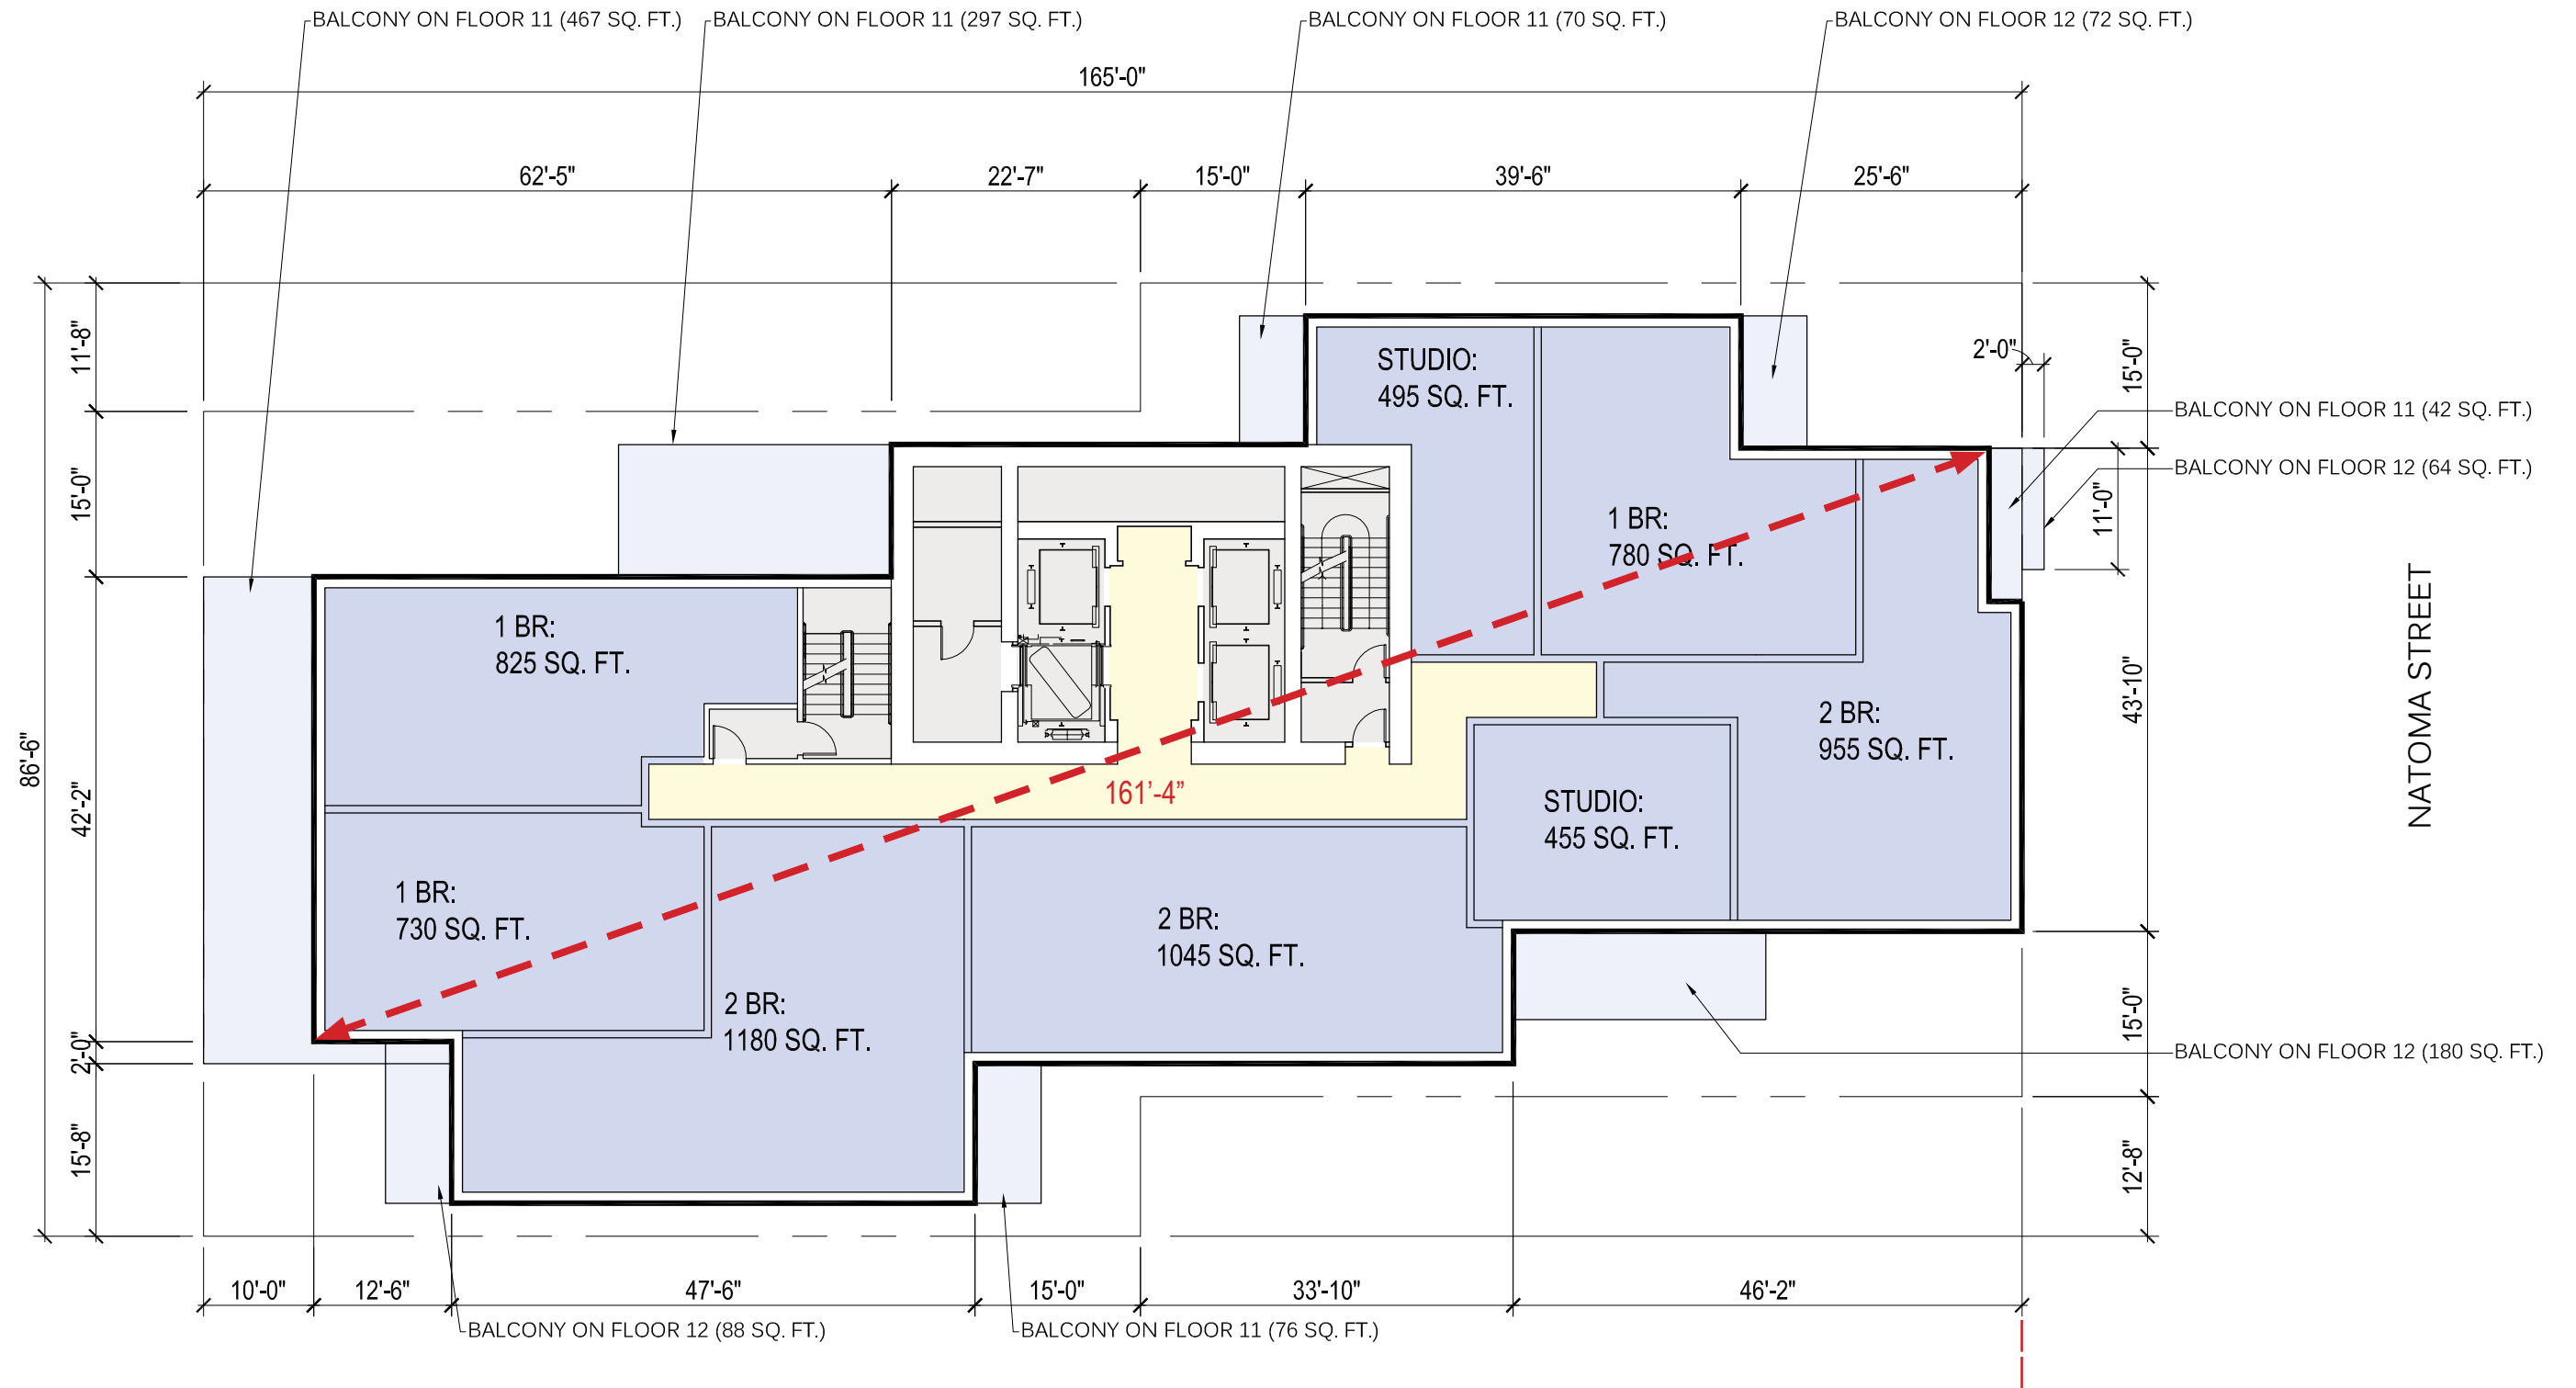 BALCONY ON FLOOR 11 (467 SQ. FT.)
BALCONY ON FLOOR 11 (297 SQ. FT.)
BALCONY ON FLOOR 11 (70 SQ. FT.)
BALCONY ON FLOOR 12 (72 SQ. FT.)
165'-0"
62'-5"
22'-7"
15'-0"
39'-6"
25'-6"
86'-6"
11'-8"
15'-0"
42'-2"
2'-0"
15'-8"
STUDIO:
495 SQ. FT.
1 BR:
780 SQ. FT.
1 BR:
825 SQ. FT.
2 BR:
955 SQ. FT.
STUDIO:
455 SQ. FT.
161'-4”
1 BR:
730 SQ. FT.
2 BR:
1045 SQ. FT.
2 BR:
1180 SQ. FT.
2'-0"
15'-0"
BALCONY ON FLOOR 11 (42 SQ. FT.)
BALCONY ON FLOOR 12 (64 SQ. FT.)
11'-0"
43'-10"
NATOMA STREET
15'-0"
BALCONY ON FLOOR 12 (180 SQ. FT.)
12'-8"
10'-0"
12'-6"
47'-6"
15'-0"
33'-10"
46'-2"
BALCONY ON FLOOR 12 (88 SQ. FT.)
BALCONY ON FLOOR 11 (76 SQ. FT.)